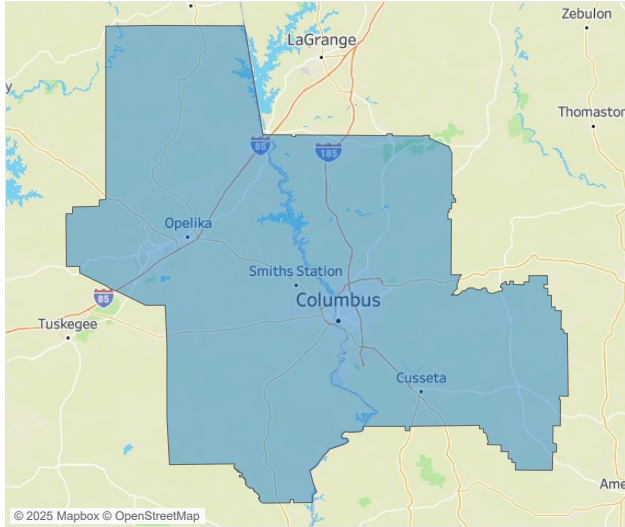 Zebulon
LaGrange
y
Thomaston
85
185
Opelika
Smiths Station
85
Columbus
Tuskegee
Cusseta
Ame
© 2025 Mapbox © OpenStreetMap